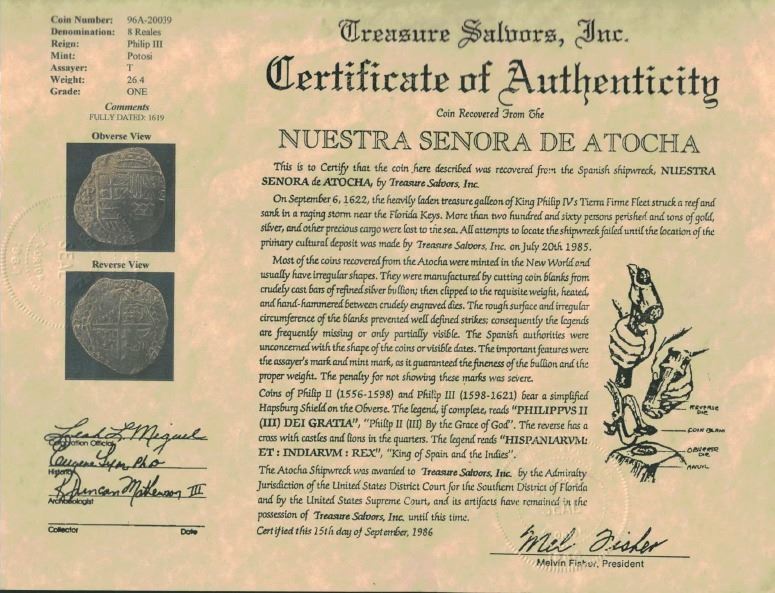 Coin Number: 96A-20039
Denomination: 8 Reales
Reign: Philip III
Mint: Potosi
Assayer: T
Weight: 26.4
Grade: ONE
Comments
FULLY DATED: 1619
Obverse View
Reverse View
Treasure Salvors, Inc.
Certificate of Authenticity
Coin Recovered From The
NUESTRA SENORA DE ATOCHA
This is to Certify that the coin here described was recovered from the Spanish shipwreck, NUESTRA
SENORA de ATOCHA, by Treasure Salvors, Inc.
On September 6, 1622, the heavily laden treasure galleon of King Philip IV's Tierra Firme Fleet struck a reef and
sank in a raging storm near the Florida Keys. More than two hundred and sixty persons perished and tons of gold,
silver, and other precious cargo were lost to the sea. All attempts to locate the shipwreck failed until the location of the
primary cultural deposit was made by Treasure Salvors, Inc. on July 20th 1985.
Most of the coins recovered from the Atocha were minted in the New World and
usually have irregular shapes. They were manufactured by cutting coin blanks from
crudely cast bars of refined silver bullion; then clipped to the requisite weight, heated,
and hand-hammered between crudely engraved dies. The rough surface and irregular
circumference of the blanks prevented well defined strikes; consequently the legends
are frequently missing or only partially visible. The Spanish authorities were
unconcerned with the shape of the coins or visible dates. The important features were
the assayer's mark and mint mark, as it guaranteed the fineness of the bullion and the
proper weight. The penalty for not showing these marks was severe.
Coins of Philip II (1556-1598) and Philip III (1598-1621) bear a simplified
Hapsburg Shield on the Obverse. The legend, if complete, reads "PHILIPPVS II
(III) DEI GRATIA", "Philip II (III) By the Grace of God". The reverse has a
cross with castles and lions in the quarters. The legend reads "HISPANIARVM:
ET : INDIARVM : REX", "King of Spain and the Indies".
The Atocha Shipwreck was awarded to Treasure Salvors, Inc. by the Admiralty
Jurisdiction of the United States District Court for the Southern District of Florida
and by the United States Supreme Court, and its artifacts have remained in the
possession of Treasure Salvors, Inc. until this time.
Certified this 15th day of September, 1986
REVERSE
DIE
COIN BLANK
OBVERSE
DIE
ANVIL
Leah L Miguel
Eugene Lyon PhD
Historian
R Duncan Mathewson III
Archaeologist
Collector Date
Mel Fisher
Melvin Fisher, President